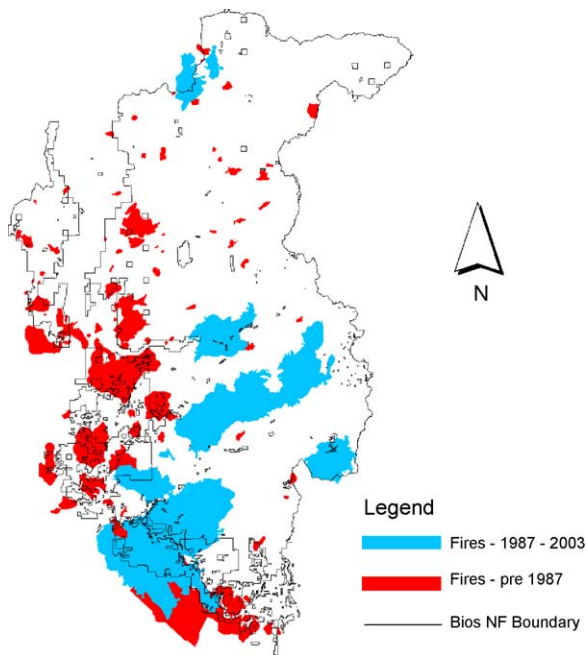 N
Legend
Fires - 1987 - 2003
Fires - pre 1987
Bios NF Boundary